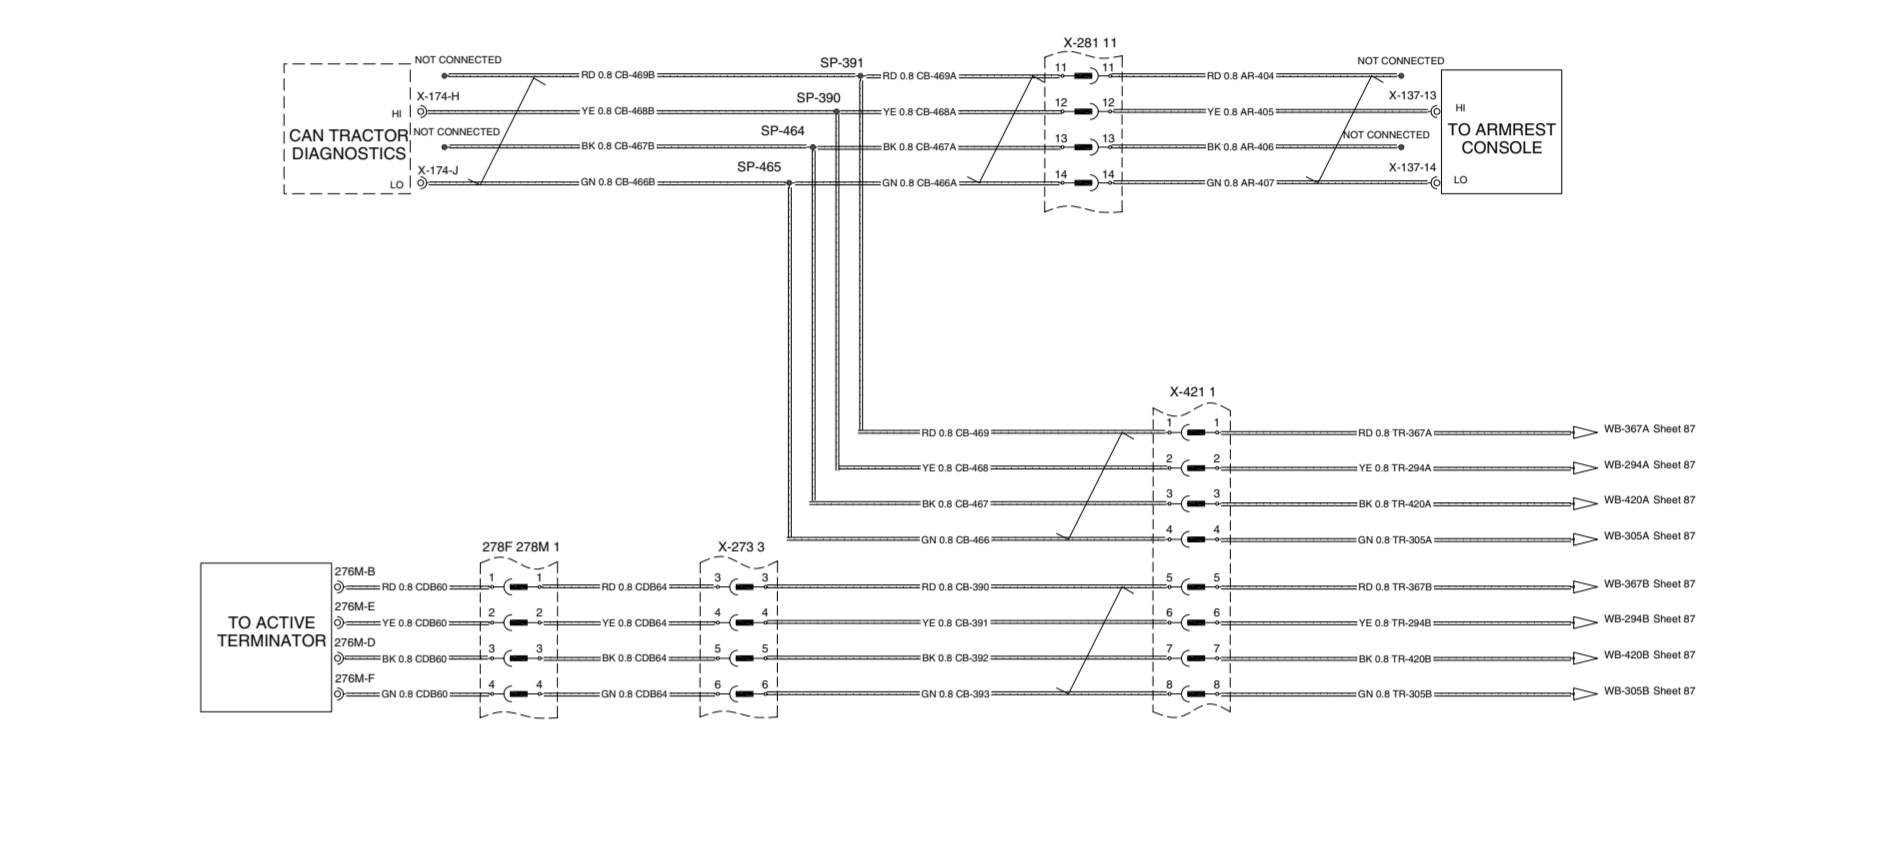 X-281 11
NOT CONNECTED
SP-391
NOT CONNECTED
RD 0.8 CB-469B
RD 0.8 CB-469A
11 11
RD 0.8 AR-404
X-174-H
SP-390
X-137-13
HI
YE 0.8 CB-468B
YE 0.8 CB-468A
12 12
YE 0.8 AR-405
HI
CAN TRACTOR
DIAGNOSTICS
NOT CONNECTED
SP-464
NOT CONNECTED
TO ARMREST
CONSOLE
BK 0.8 CB-467B
BK 0.8 CB-467A
13 13
BK 0.8 AR-406
X-174-J
SP-465
X-137-14
LO
GN 0.8 CB-466B
GN 0.8 CB-466A
14 14
GN 0.8 AR-407
LO
X-421 1
RD 0.8 CB-469
1 1
RD 0.8 TR-367A
WB-367A Sheet 87
YE 0.8 CB-468
2 2
YE 0.8 TR-294A
WB-294A Sheet 87
BK 0.8 CB-467
3 3
BK 0.8 TR-420A
WB-420A Sheet 87
GN 0.8 CB-466
4 4
GN 0.8 TR-305A
WB-305A Sheet 87
278F 278M 1
X-273 3
TO ACTIVE
TERMINATOR
276M-B
RD 0.8 CDB60
1 1
RD 0.8 CDB64
3 3
RD 0.8 CB-390
5 5
RD 0.8 TR-367B
WB-367B Sheet 87
276M-E
YE 0.8 CDB60
2 2
YE 0.8 CDB64
4 4
YE 0.8 CB-391
6 6
YE 0.8 TR-294B
WB-294B Sheet 87
276M-D
BK 0.8 CDB60
3 3
BK 0.8 CDB64
5 5
BK 0.8 CB-392
7 7
BK 0.8 TR-420B
WB-420B Sheet 87
276M-F
GN 0.8 CDB60
4 4
GN 0.8 CDB64
6 6
GN 0.8 CB-393
8 8
GN 0.8 TR-305B
WB-305B Sheet 87